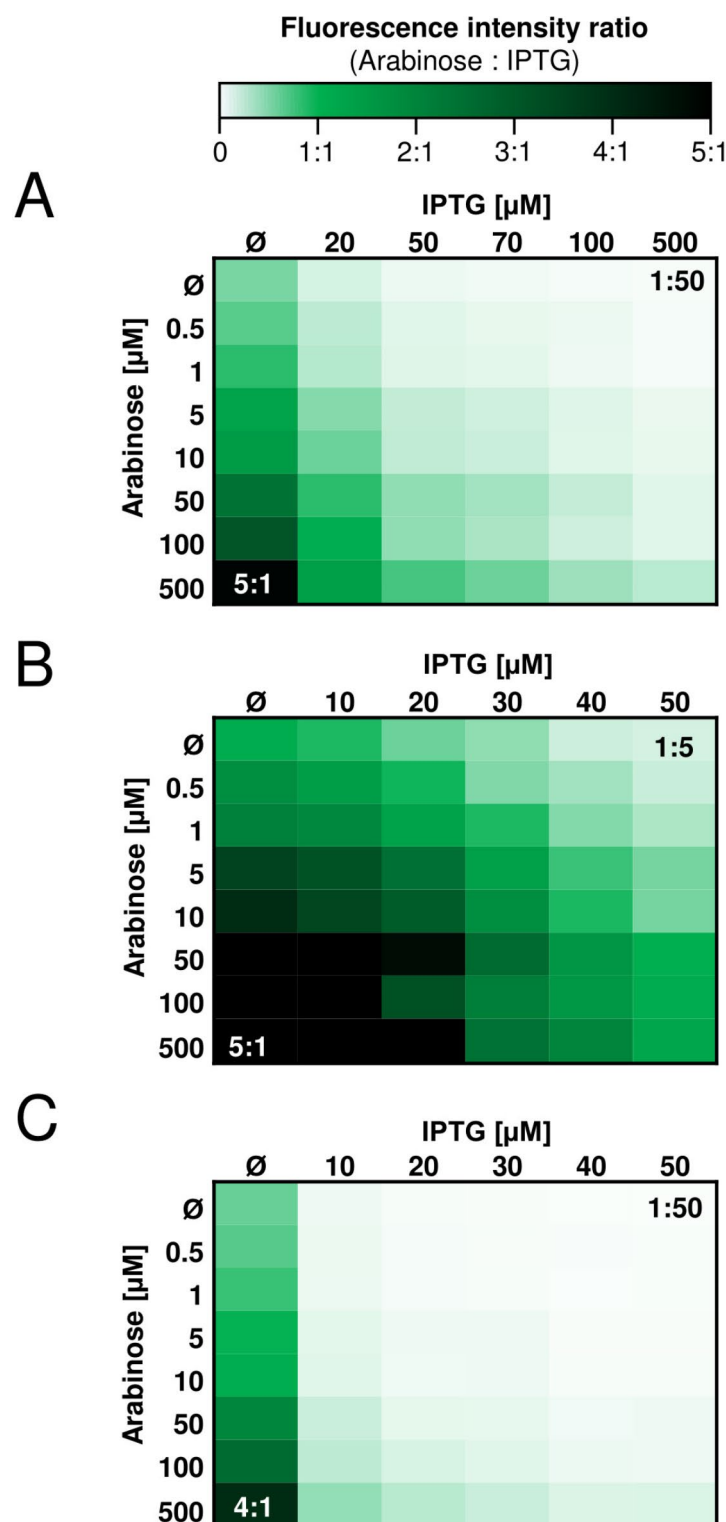 Fluorescence intensity ratio
(Arabinose : IPTG)
0 1:1 2:1 3:1 4:1 5:1
A
IPTG [µM]
Ø 20 50 70 100 500
Arabinose [µM]
Ø 1:50
0.5
1
5
10
50
100
500 5:1
B
IPTG [µM]
Ø 10 20 30 40 50
Arabinose [µM]
Ø 1:5
0.5
1
5
10
50
100
500 5:1
C
IPTG [µM]
Ø 10 20 30 40 50
Arabinose [µM]
Ø 1:50
0.5
1
5
10
50
100
500 4:1